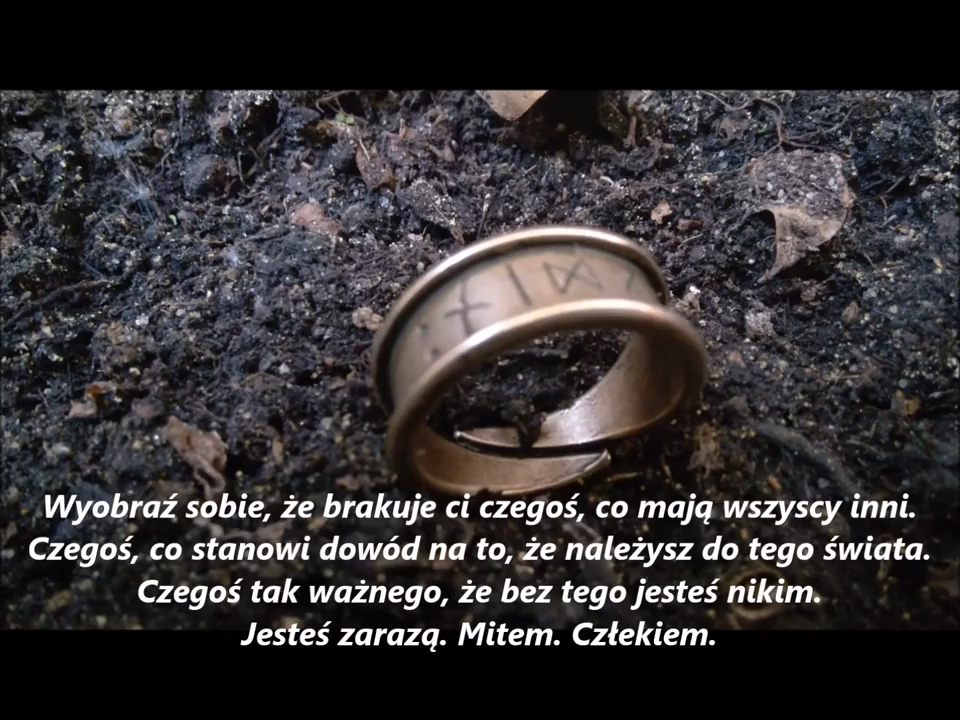 Wyobraź sobie, że brakuje ci czegoś, co mają wszyscy inni.
Czegoś, co stanowi dowód na to, że należysz do tego świata.
Czegoś tak ważnego, że bez tego jesteś nikim.
Jesteś zarazą. Mitem. Człekiem.